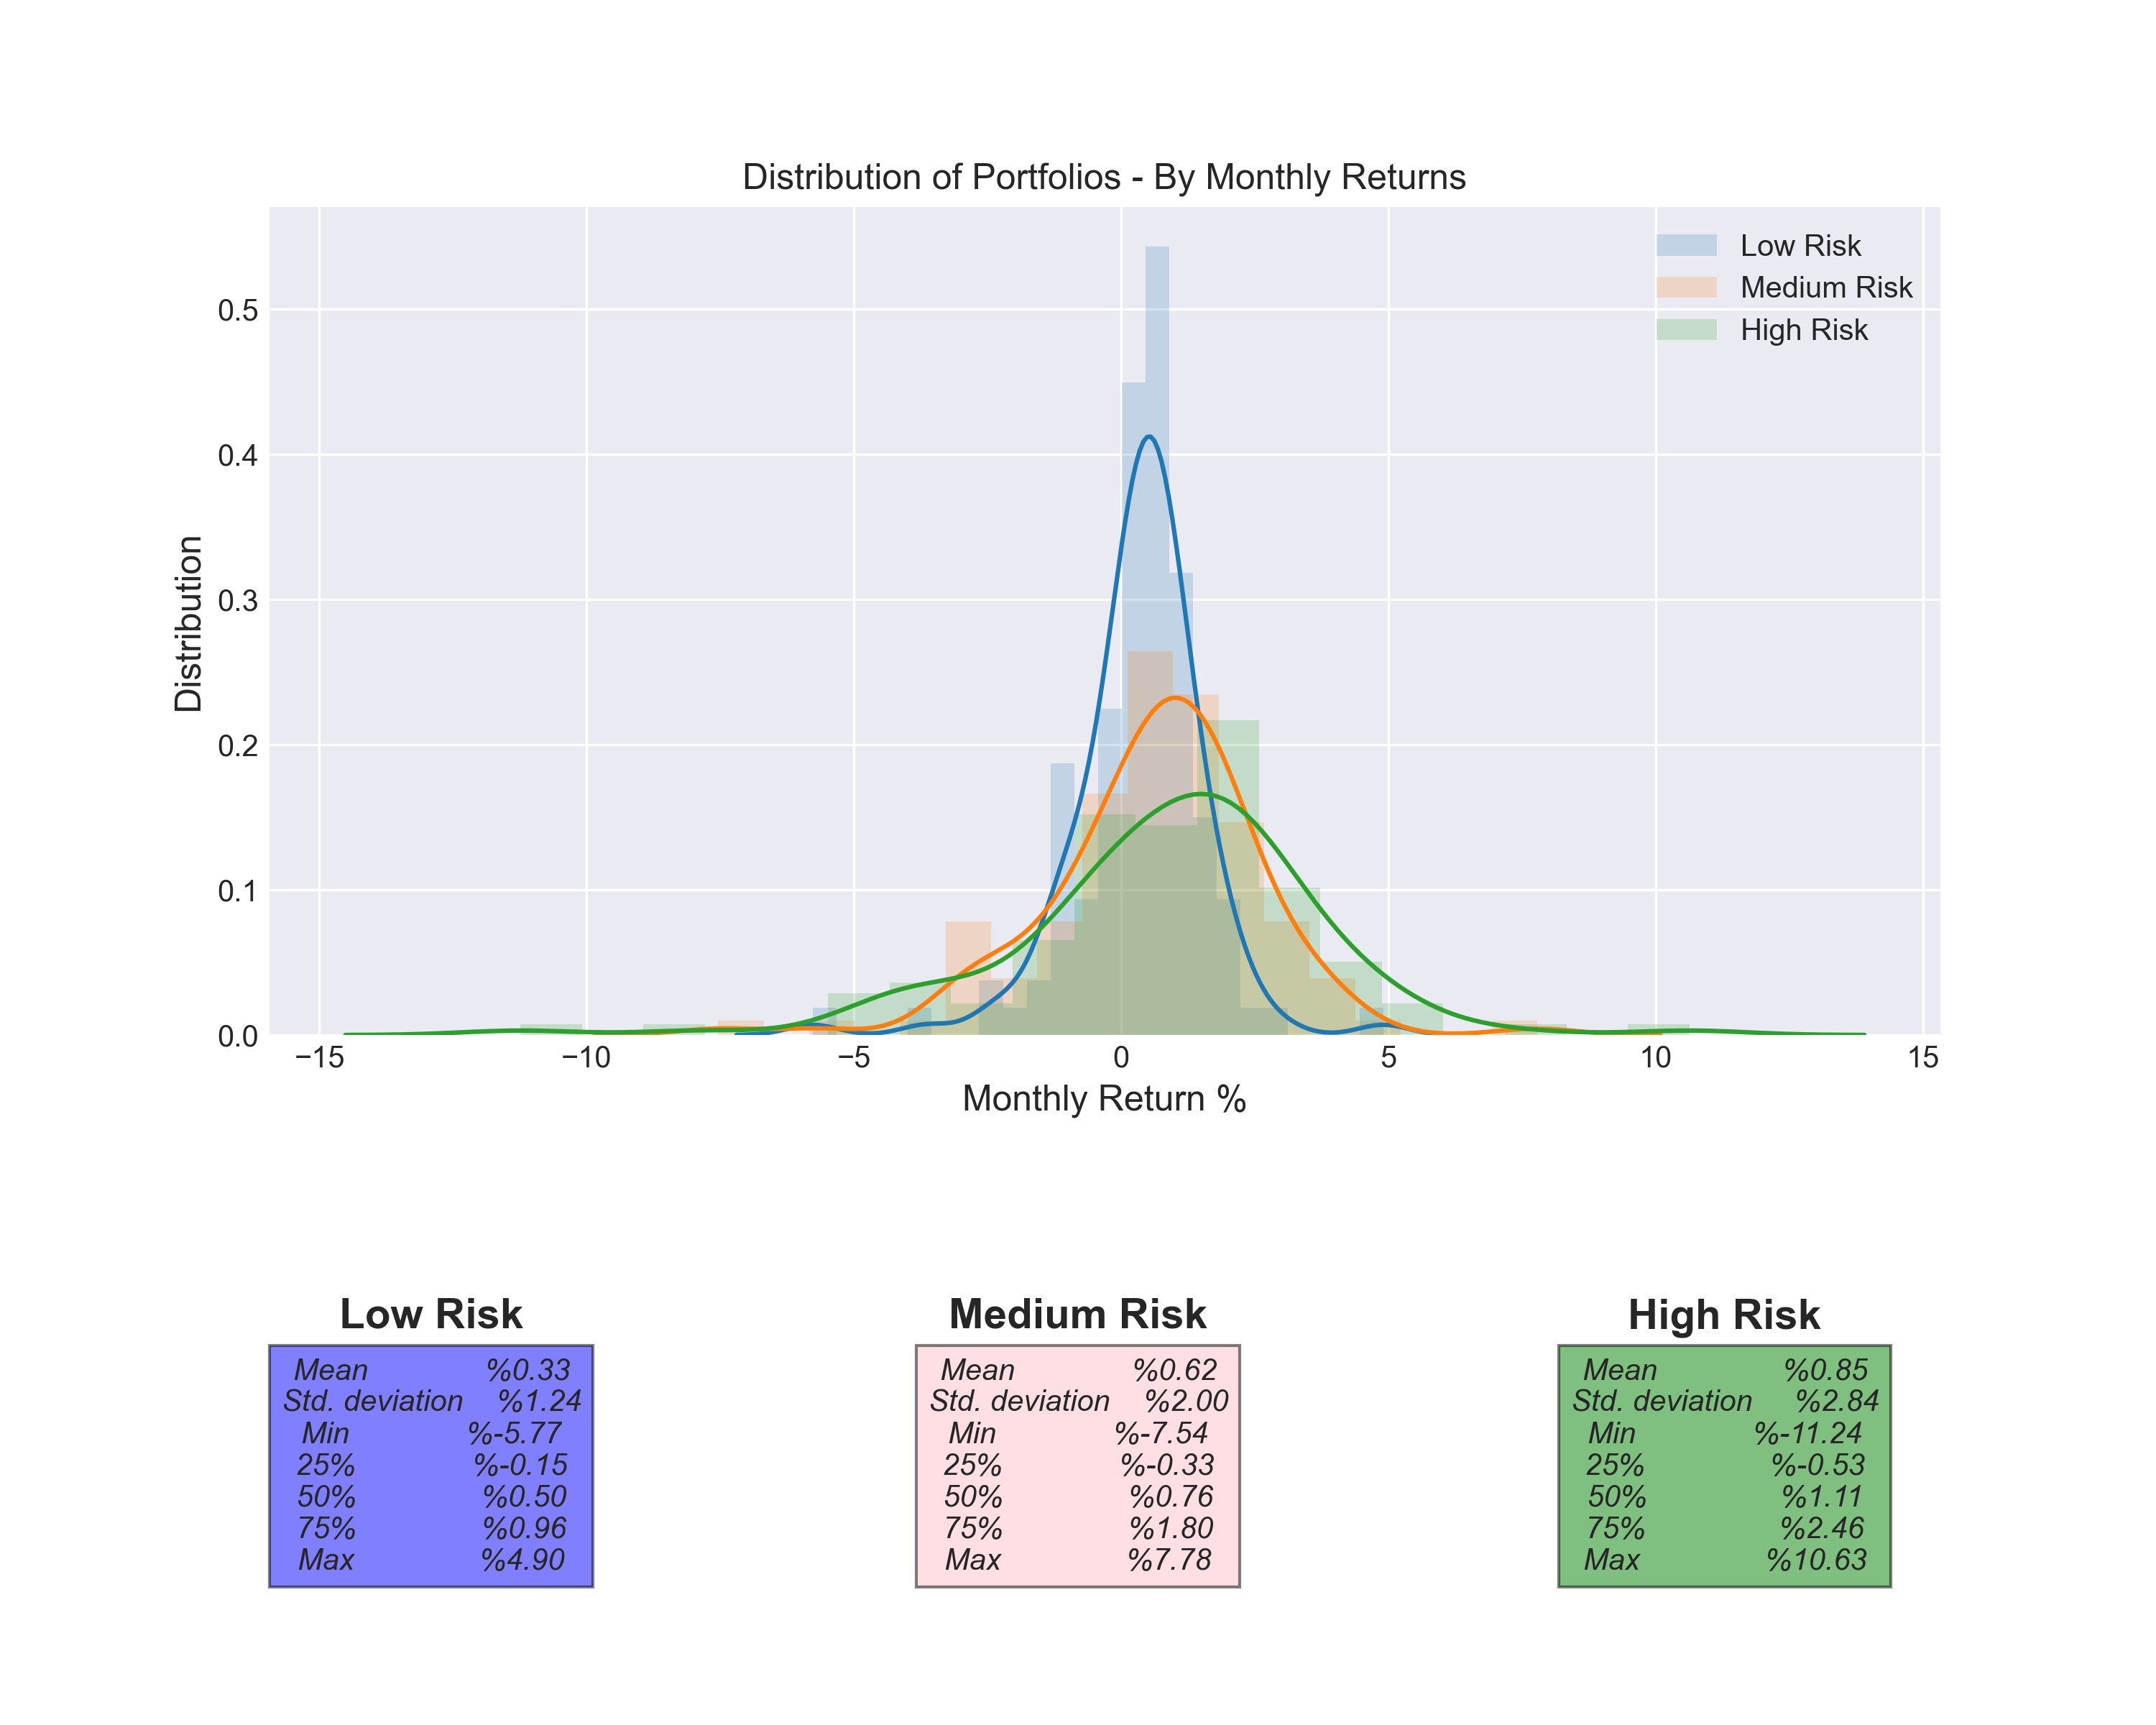 Distribution of Portfolios - By Monthly Returns
Low Risk
Medium Risk
High Risk
Distribution
0.5
0.4
0.3
0.2
0.1
0.0
−15 −10 −5 0 5 10 15
Monthly Return %
Low Risk
Mean %0.33
Std. deviation %1.24
Min %-5.77
25% %-0.15
50% %0.50
75% %0.96
Max %4.90
Medium Risk
Mean %0.62
Std. deviation %2.00
Min %-7.54
25% %-0.33
50% %0.76
75% %1.80
Max %7.78
High Risk
Mean %0.85
Std. deviation %2.84
Min %-11.24
25% %-0.53
50% %1.11
75% %2.46
Max %10.63